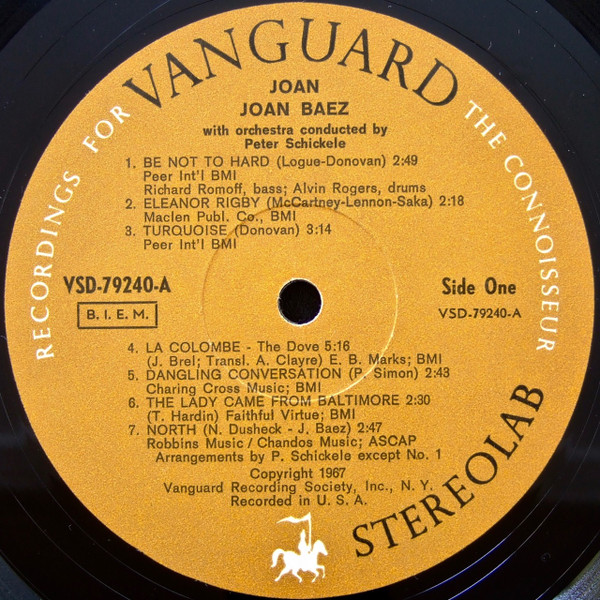 RECORDINGS FOR VANGUARD THE CONNOISSEUR
JOAN
JOAN BAEZ
with orchestra conducted by
Peter Schickele
1. BE NOT TO HARD (Logue-Donovan) 2:49
Peer Int'l BMI
Richard Romoff, bass; Alvin Rogers, drums
2. ELEANOR RIGBY (McCartney-Lennon-Saka) 2:18
Maclen Publ. Co., BMI
3. TURQUOISE (Donovan) 3:14
Peer Int'l BMI
VSD-79240-A
B. I. E. M.
Side One
VSD-79240-A
4. LA COLOMBE - The Dove 5:16
(J. Brel; Transl. A. Clayre) E. B. Marks; BMI
5. DANGLING CONVERSATION (P. Simon) 2:43
Charing Cross Music; BMI
6. THE LADY CAME FROM BALTIMORE 2:30
(T. Hardin) Faithful Virtue; BMI
7. NORTH (N. Dusheck - J. Baez) 2:47
Robbins Music / Chandos Music; ASCAP
Arrangements by P. Schickele except No. 1
Copyright 1967
Vanguard Recording Society, Inc., N. Y.
Recorded in U. S. A.
STEREOLAB